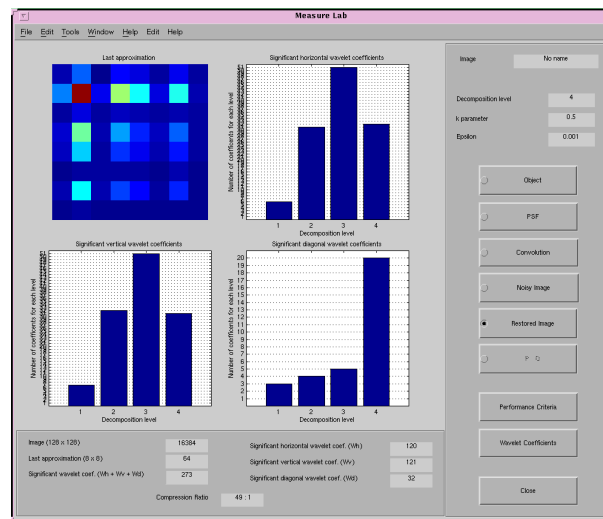 Measure Lab
File Edit Tools Window Help Edit Help
Last approximation
Significant horizontal wavelet coefficients
Number of coefficients for each level
1 2 3 4
Decomposition level
Significant vertical wavelet coefficients
Number of coefficients for each level
1 2 3 4
Decomposition level
Significant diagonal wavelet coefficients
Number of coefficients for each level
20
19
18
17
16
15
14
13
12
11
10
9
8
7
6
5
4
3
2
1
1 2 3 4
Decomposition level
Image (128 x 128) 16384
Last approximation (8 x 8) 64
Significant wavelet coef. (Wh + Wv + Wd) 273
Significant horizontal wavelet coef. (Wh) 120
Significant vertical wavelet coef. (Wv) 121
Significant diagonal wavelet coef. (Wd) 32
Compression Ratio 49 : 1
Image No name
Decomposition level 4
k parameter 0.5
Epsilon 0.001
Object
PSF
Convolution
Noisy Image
Restored Image
Performance Criteria
Wavelet Coefficients
Close